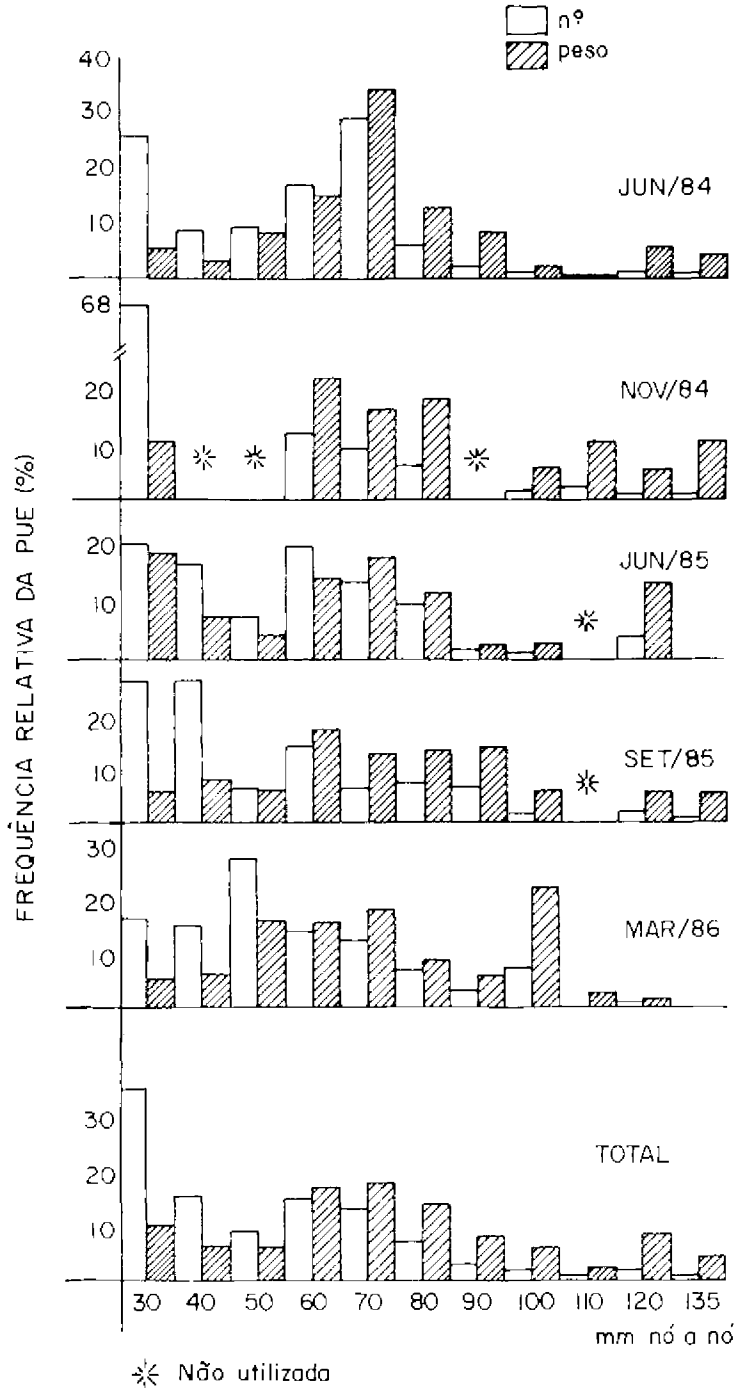 nº
peso
FREQUÊNCIA RELATIVA DA PUE (%)
40
30
20
10
JUN/84
68
20
10
NOV/84
20
10
JUN/85
20
10
SET/85
30
20
10
MAR/86
30
20
10
TOTAL
30 40 50 60 70 80 90 100 110 120 135
mm nó a nó
Não utilizada